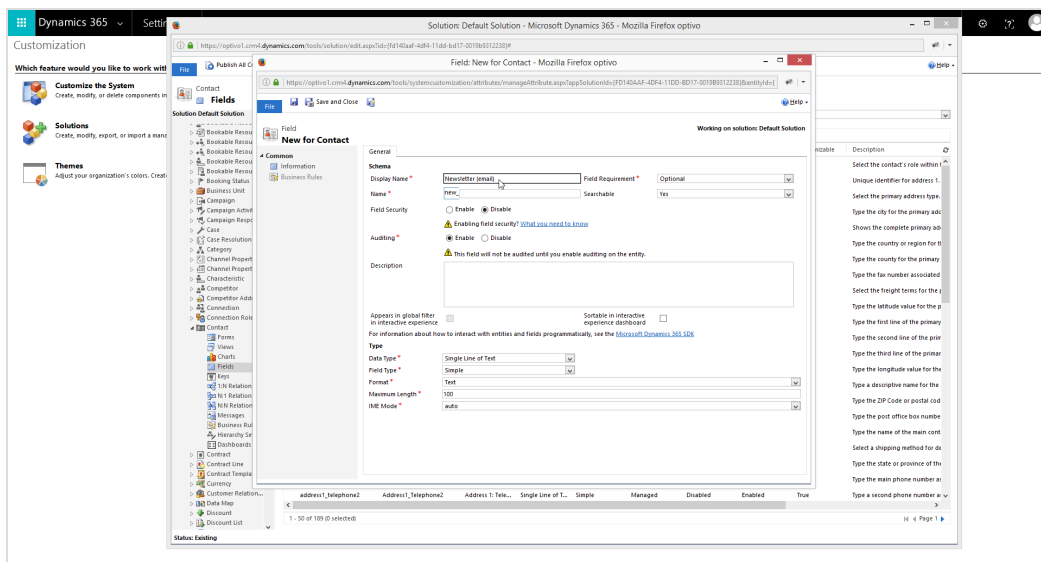 Dynamics 365
Settin
Customization
Which feature would you like to work with
Customize the System
Create, modify, or delete components in
Solutions
Create, modify, export, or import a mana
Themes
Adjust your organization's colors. Create
Solution: Default Solution - Microsoft Dynamics 365 - Mozilla Firefox optivo
https://optivo1.crm4.dynamics.com/tools/solution/edit.aspx?id={fd140aaf-4df4-11dd-bd17-0019b9312238}#
File
Publish All C
Help
Contact
Fields
Solution Default Solution
Bookable Resou
Bookable Resou
Bookable Resou
Bookable Resou
Bookable Resou
Booking Status
Business Unit
Campaign
Campaign Activi
Campaign Respo
Case
Case Resolution
Category
Channel Propert
Channel Propert
Characteristic
Competitor
Competitor Addr
Connection
Connection Role
Contact
Forms
Views
Charts
Fields
Keys
1:N Relation
N:1 Relation
N:N Relation
Messages
Business Rul
Hierarchy Se
Dashboards
Contract
Contract Line
Contract Templa
Currency
Customer Relation...
Data Map
Discount
Discount List
Status: Existing
Field: New for Contact - Mozilla Firefox optivo
https://optivo1.crm4.dynamics.com/tools/systemcustomization/attributes/manageAttribute.aspx?appSolutionId={FD140AAF-4DF4-11DD-BD17-0019B9312238}&entityId={
File
Save and Close
Help
Field
New for Contact
Working on solution: Default Solution
Common
Information
Business Rules
General
Schema
Display Name * Newsletter (email) Field Requirement * Optional
Name * new_ Searchable Yes
Field Security Enable Disable
Enabling field security? What you need to know
Auditing * Enable Disable
This field will not be audited until you enable auditing on the entity.
Description
Appears in global filter in interactive experience
Sortable in interactive experience dashboard
For information about how to interact with entities and fields programmatically, see the Microsoft Dynamics 365 SDK
Type
Data Type * Single Line of Text
Field Type * Simple
Format * Text
Maximum Length * 100
IME Mode * auto
mizable Description
Select the contact's role within t
Unique identifier for address 1.
Select the primary address type.
Type the city for the primary add
Shows the complete primary ad
Type the country or region for th
Type the county for the primary
Type the fax number associated
Select the freight terms for the p
Type the latitude value for the p
Type the first line of the primary
Type the second line of the prim
Type the third line of the primar
Type the longitude value for the
Type a descriptive name for the
Type the ZIP Code or postal cod
Type the post office box numbe
Type the name of the main cont
Select a shipping method for de
Type the state or province of the
Type the main phone number as
address1_telephone2 Address1_Telephone2 Address 1: Tele... Single Line of T... Simple Managed Disabled Enabled True Type a second phone number a
1 - 50 of 189 (0 selected)
Page 1